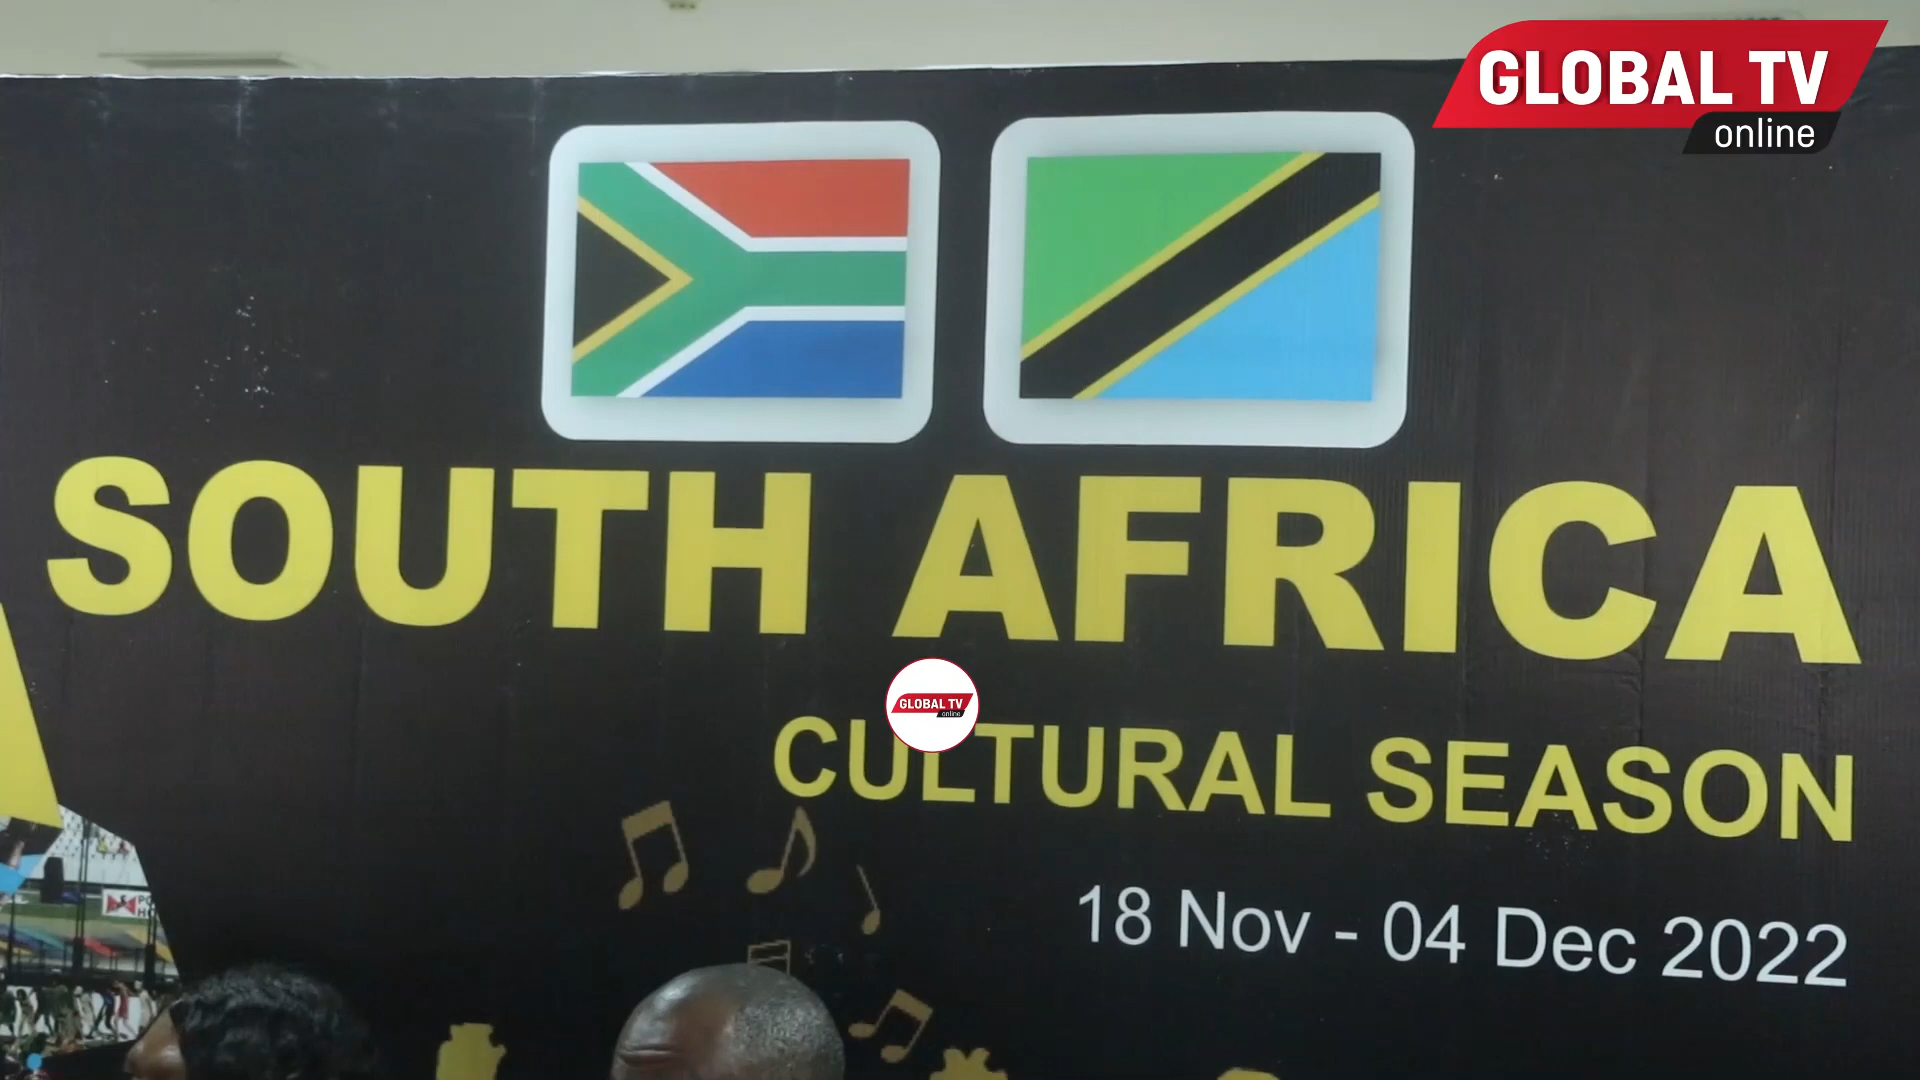 GLOBAL TV
online
SOUTH AFRICA
GLOBAL TV
online
CULTURAL SEASON
18 Nov - 04 Dec 2022